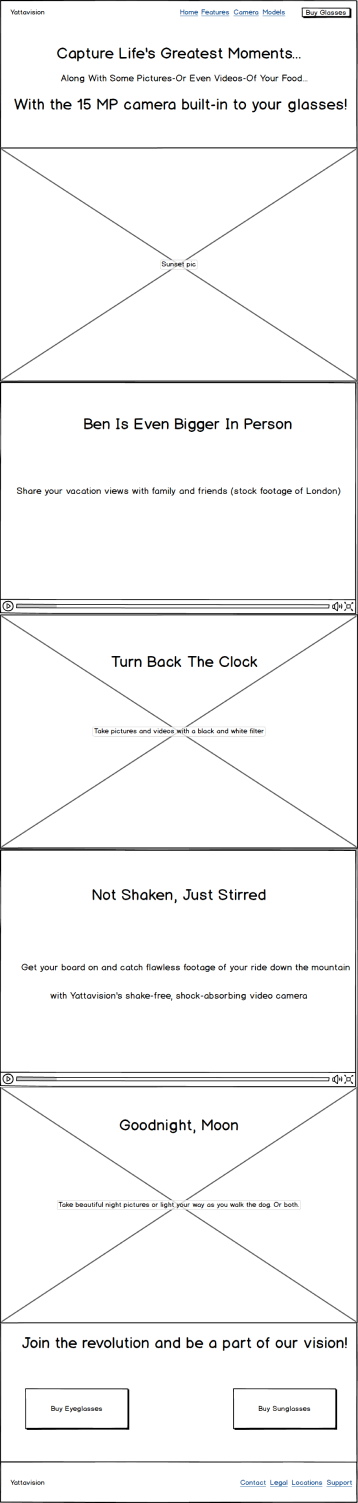 Yattavision Home Features Camera Models Buy Glasses
Capture Life's Greatest Moments...
Along With Some Pictures-Or Even Videos-Of Your Food...
With the 15 MP camera built-in to your glasses!
Sunset pic
Ben Is Even Bigger In Person
Share your vacation views with family and friends (stock footage of London)
Turn Back The Clock
Take pictures and videos with a black and white filter
Not Shaken, Just Stirred
Get your board on and catch flawless footage of your ride down the mountain
with Yattavision's shake-free, shock-absorbing video camera
Goodnight, Moon
Take beautiful night pictures or light your way as you walk the dog. Or both.
Join the revolution and be a part of our vision!
Buy Eyeglasses Buy Sunglasses
Yattavision Contact Legal Locations Support